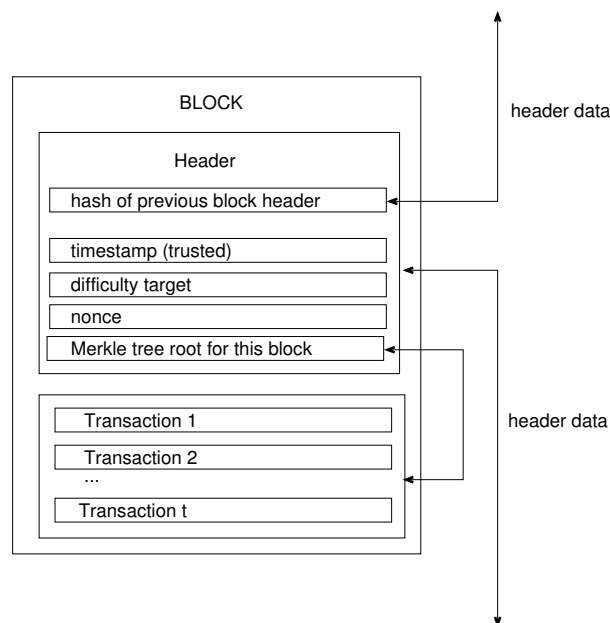 BLOCK
header data
Header
hash of previous block header
timestamp (trusted)
difficulty target
nonce
Merkle tree root for this block
Transaction 1
header data
Transaction 2
...
Transaction t